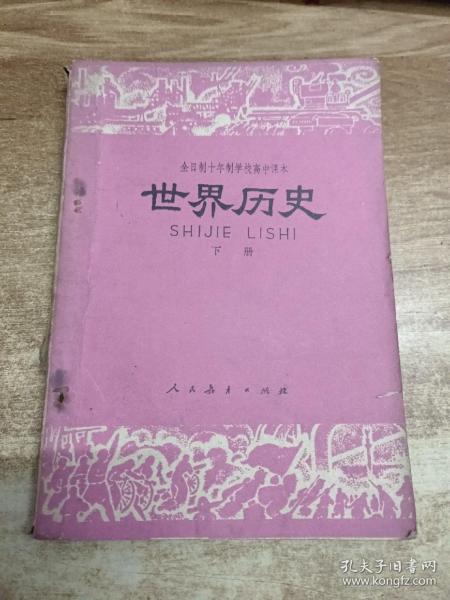 全日制十年制学校高中课本
世界历史
SHIJIE LISHI
下册
人民教育出版社
孔夫子旧书网
www.kongfz.com